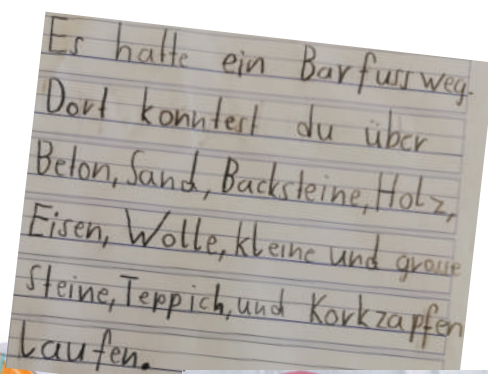 Es hatte ein Barfussweg.
Dort konntest du über
Beton, Sand, Backsteine, Holz,
Eisen, Wolle, kleine und grosse
Steine, Teppich, und Korkzapfen
Laufen.